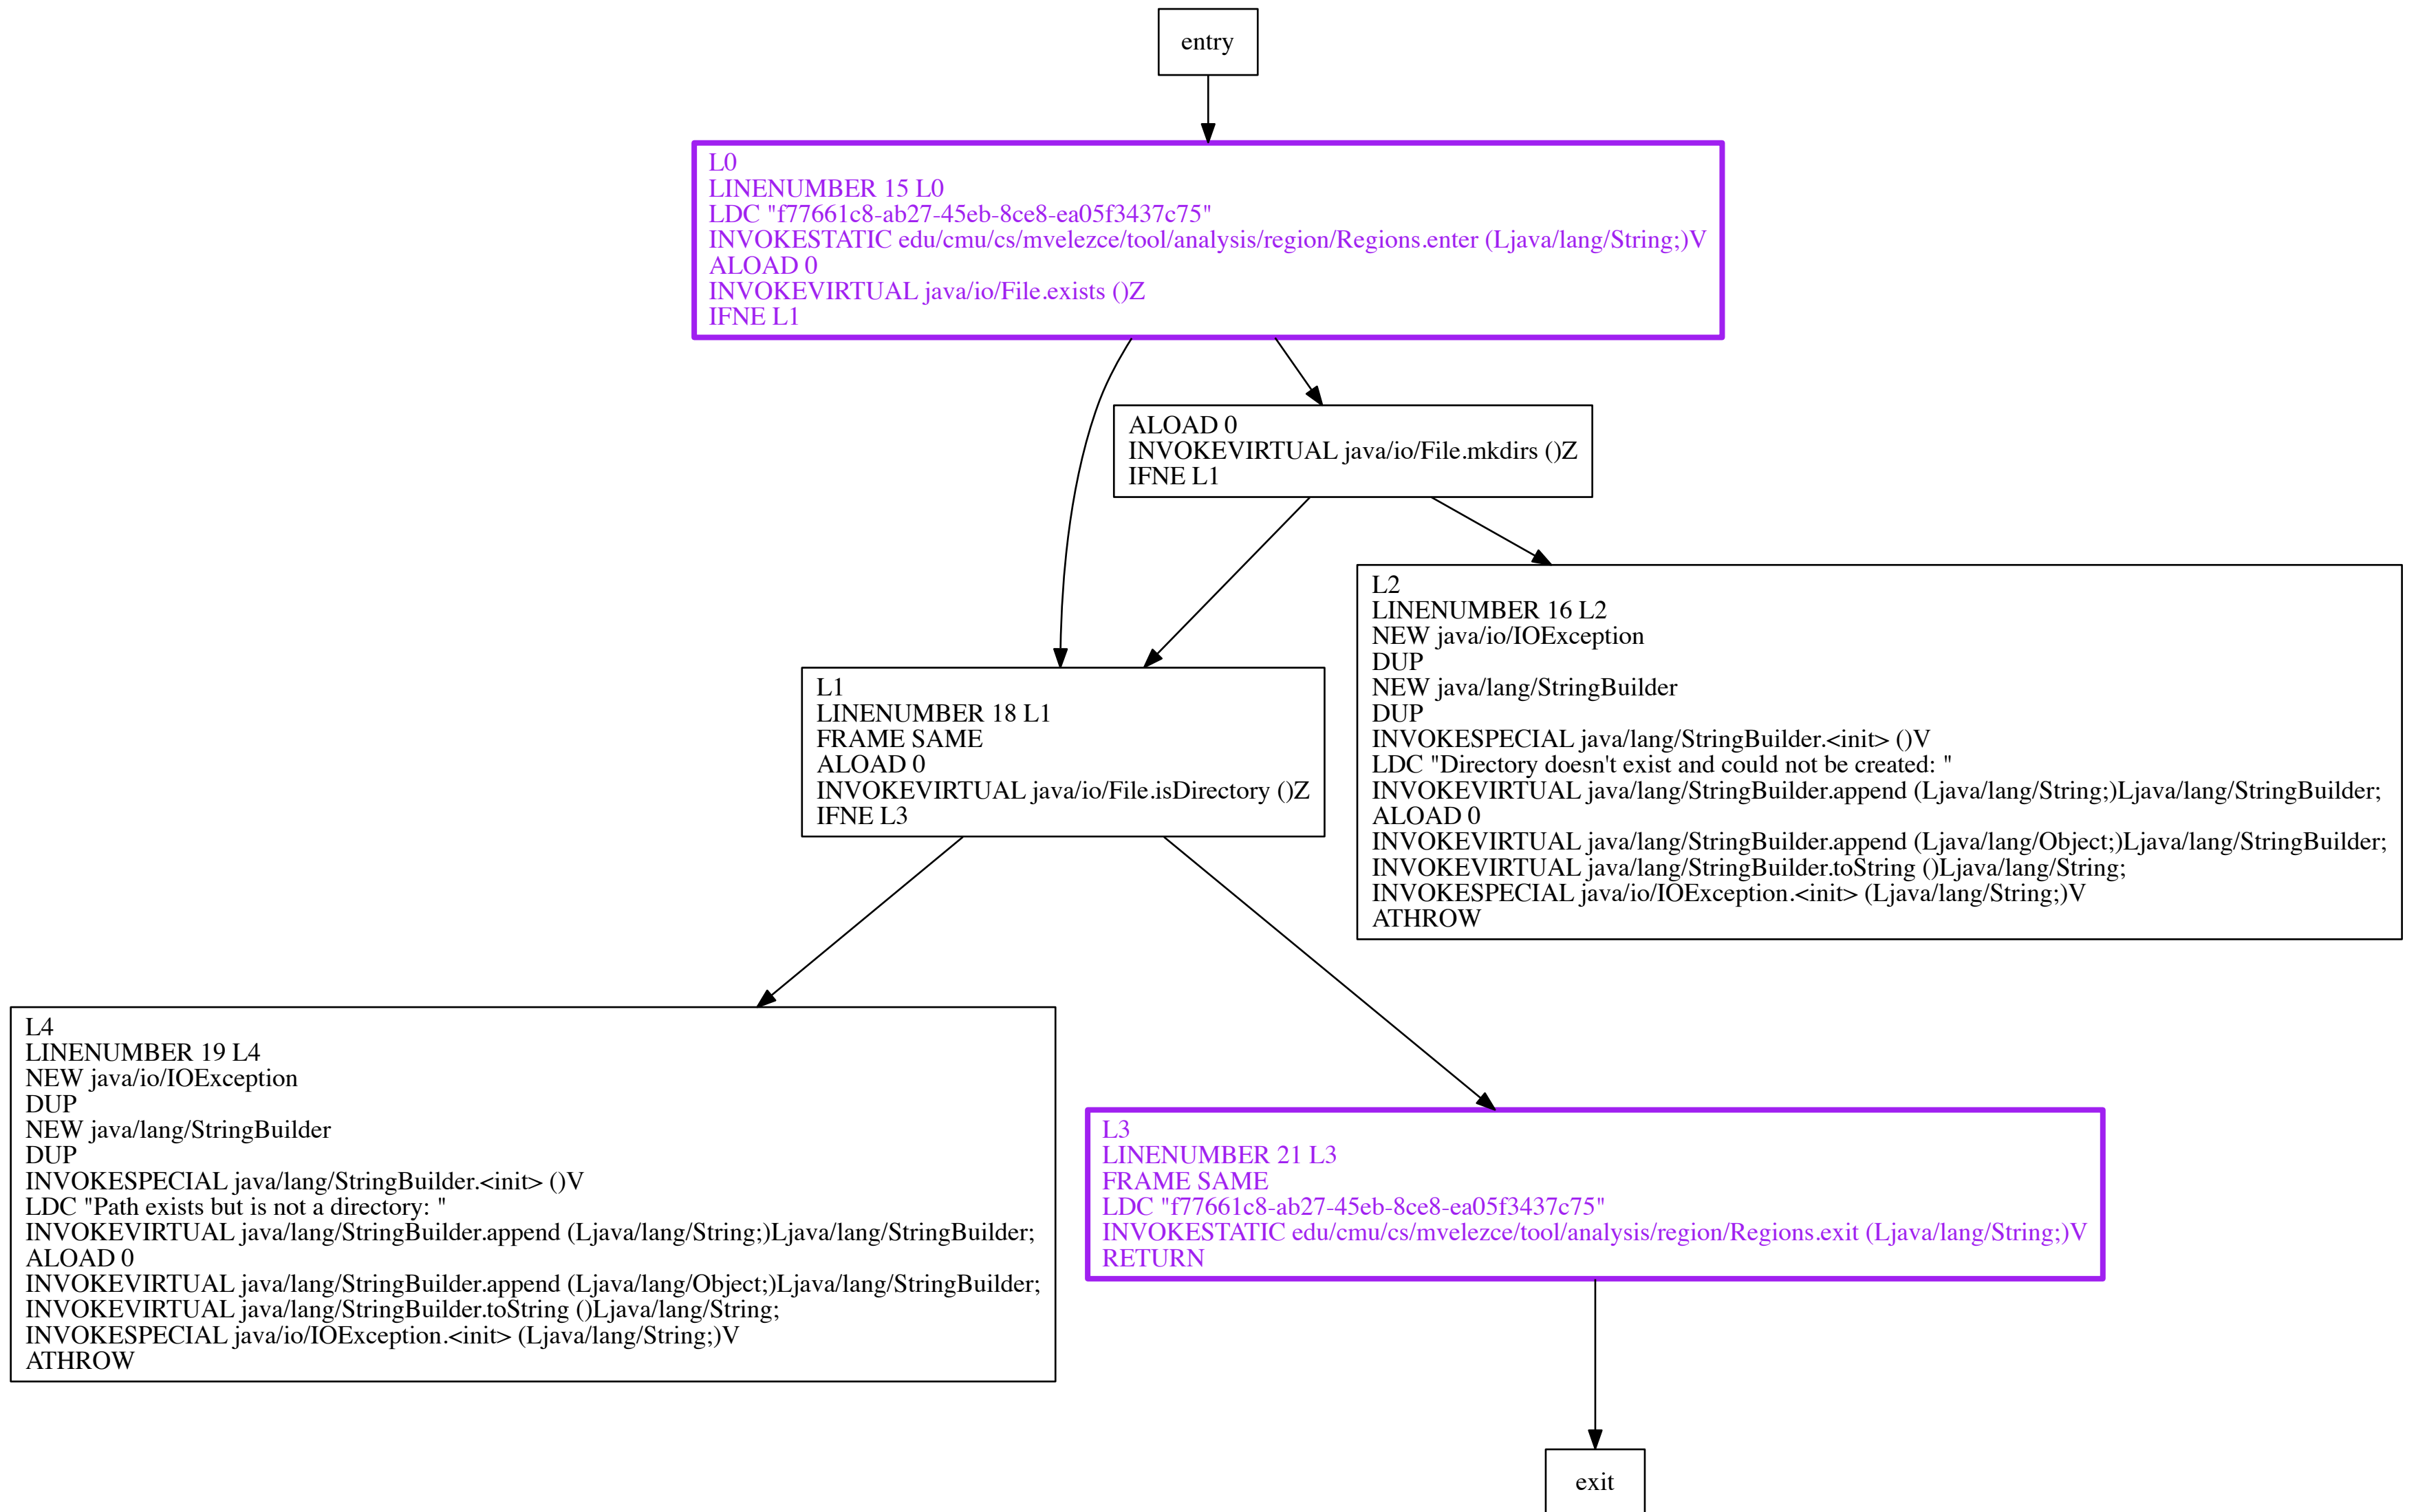 entry
L0
LINENUMBER 15 L0
LDC "f77661c8-ab27-45eb-8ce8-ea05f3437c75"
INVOKESTATIC edu/cmu/cs/mvelezce/tool/analysis/region/Regions.enter (Ljava/lang/String;)V
ALOAD 0
INVOKEVIRTUAL java/io/File.exists ()Z
IFNE L1
ALOAD 0
INVOKEVIRTUAL java/io/File.mkdirs ()Z
IFNE L1
L2
LINENUMBER 16 L2
NEW java/io/IOException
DUP
NEW java/lang/StringBuilder
DUP
INVOKESPECIAL java/lang/StringBuilder.<init> ()V
LDC "Directory doesn't exist and could not be created: "
INVOKEVIRTUAL java/lang/StringBuilder.append (Ljava/lang/String;)Ljava/lang/StringBuilder;
ALOAD 0
INVOKEVIRTUAL java/lang/StringBuilder.append (Ljava/lang/Object;)Ljava/lang/StringBuilder;
INVOKEVIRTUAL java/lang/StringBuilder.toString ()Ljava/lang/String;
INVOKESPECIAL java/io/IOException.<init> (Ljava/lang/String;)V
ATHROW
L1
LINENUMBER 18 L1
FRAME SAME
ALOAD 0
INVOKEVIRTUAL java/io/File.isDirectory ()Z
IFNE L3
L4
LINENUMBER 19 L4
NEW java/io/IOException
DUP
NEW java/lang/StringBuilder
DUP
INVOKESPECIAL java/lang/StringBuilder.<init> ()V
LDC "Path exists but is not a directory: "
INVOKEVIRTUAL java/lang/StringBuilder.append (Ljava/lang/String;)Ljava/lang/StringBuilder;
ALOAD 0
INVOKEVIRTUAL java/lang/StringBuilder.append (Ljava/lang/Object;)Ljava/lang/StringBuilder;
INVOKEVIRTUAL java/lang/StringBuilder.toString ()Ljava/lang/String;
INVOKESPECIAL java/io/IOException.<init> (Ljava/lang/String;)V
ATHROW
L3
LINENUMBER 21 L3
FRAME SAME
LDC "f77661c8-ab27-45eb-8ce8-ea05f3437c75"
INVOKESTATIC edu/cmu/cs/mvelezce/tool/analysis/region/Regions.exit (Ljava/lang/String;)V
RETURN
exit